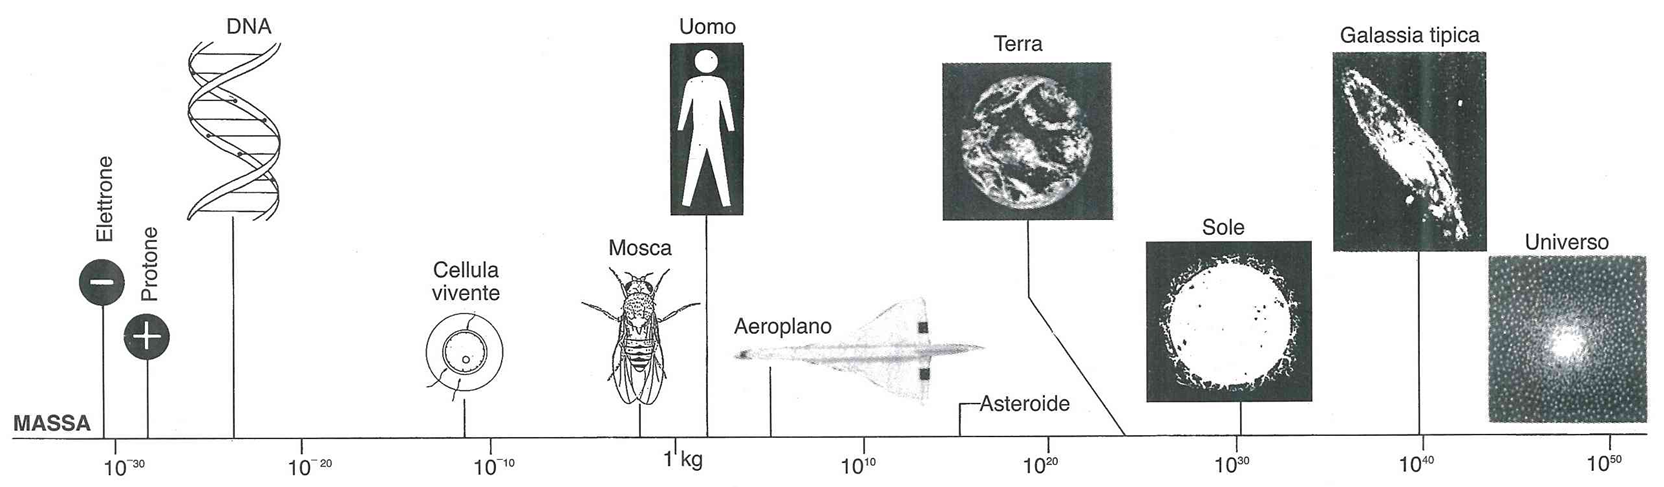 DNA
Uomo
Terra
Galassia tipica
Elettrone
Protone
Cellula
vivente
Mosca
Aeroplano
Asteroide
Sole
Universo
MASSA
10⁻³⁰
10⁻²⁰
10⁻¹⁰
1 kg
10¹⁰
10²⁰
10³⁰
10⁴⁰
10⁵⁰